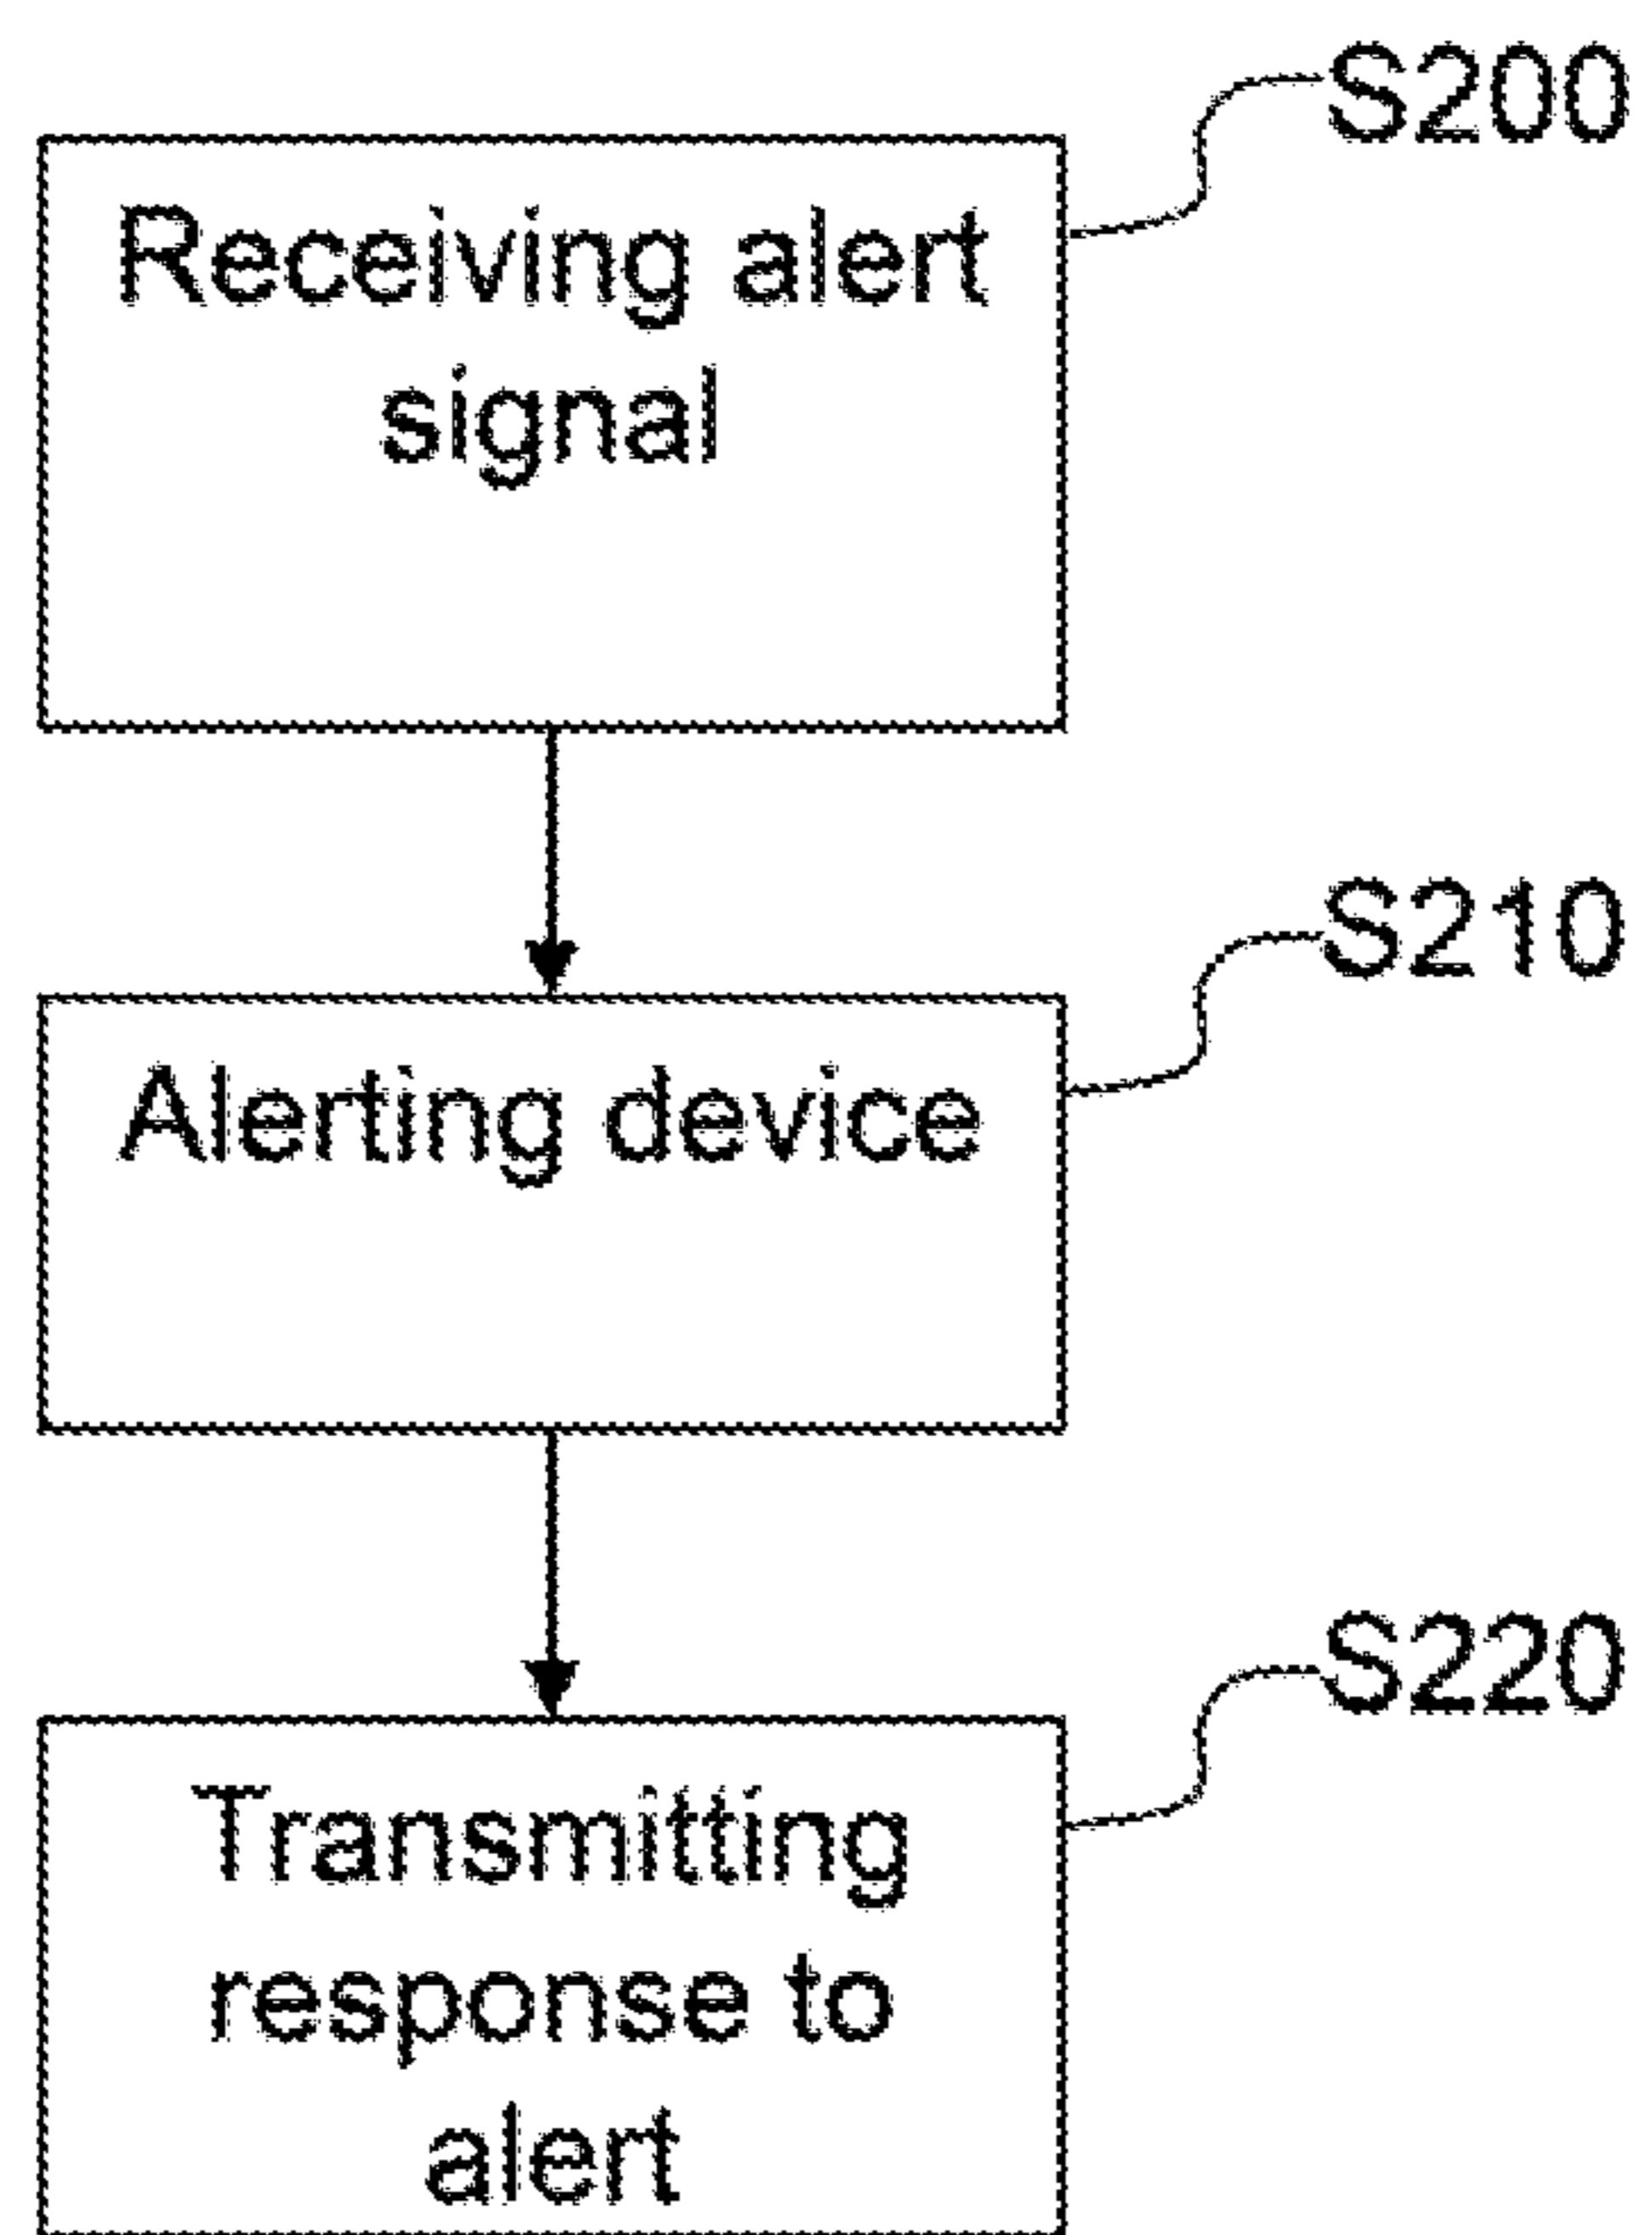 S200
Receiving alert
signal
S210
Alerting device
S220
Transmitting
response to
alert